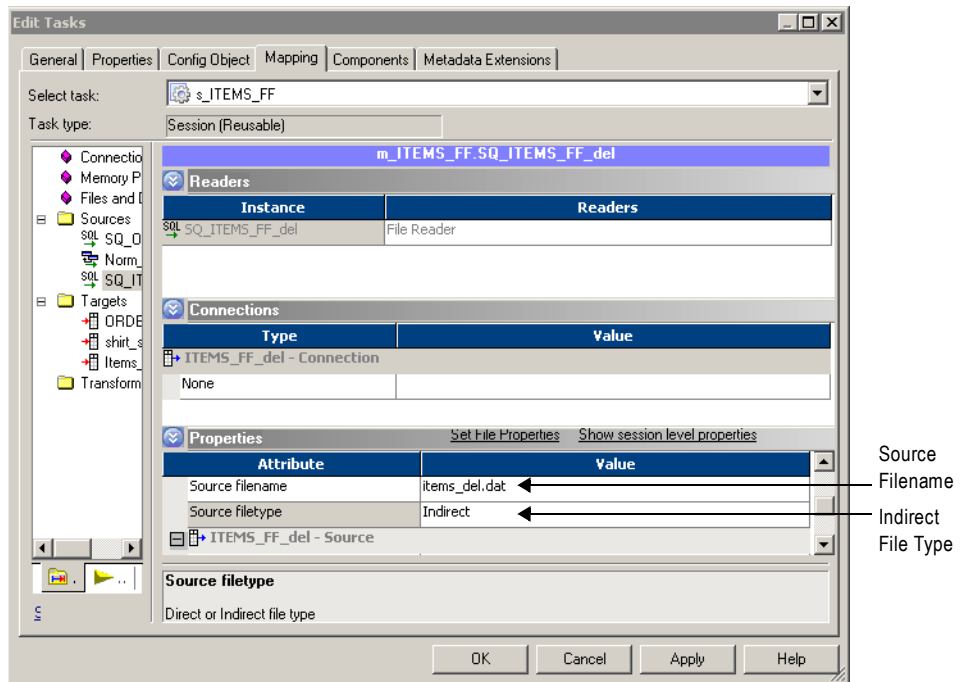 Edit Tasks
General Properties Config Object Mapping Components Metadata Extensions
Select task: s_ITEMS_FF
Task type: Session (Reusable)
Connectio
Memory P
Files and D
Sources
SQL SQ_O
Norm_
SQL SQ_IT
Targets
ORDE
shirt_s
Items_
Transform
m_ITEMS_FF.SQ_ITEMS_FF_del
Readers
Instance Readers
SQL SQ_ITEMS_FF_del File Reader
Connections
Type Value
ITEMS_FF_del - Connection
None
Properties Set File Properties Show session level properties
Attribute Value
Source filename items_del.dat
Source filetype Indirect
ITEMS_FF_del - Source
Source filetype
Direct or Indirect file type
OK Cancel Apply Help
Source
Filename
Indirect
File Type